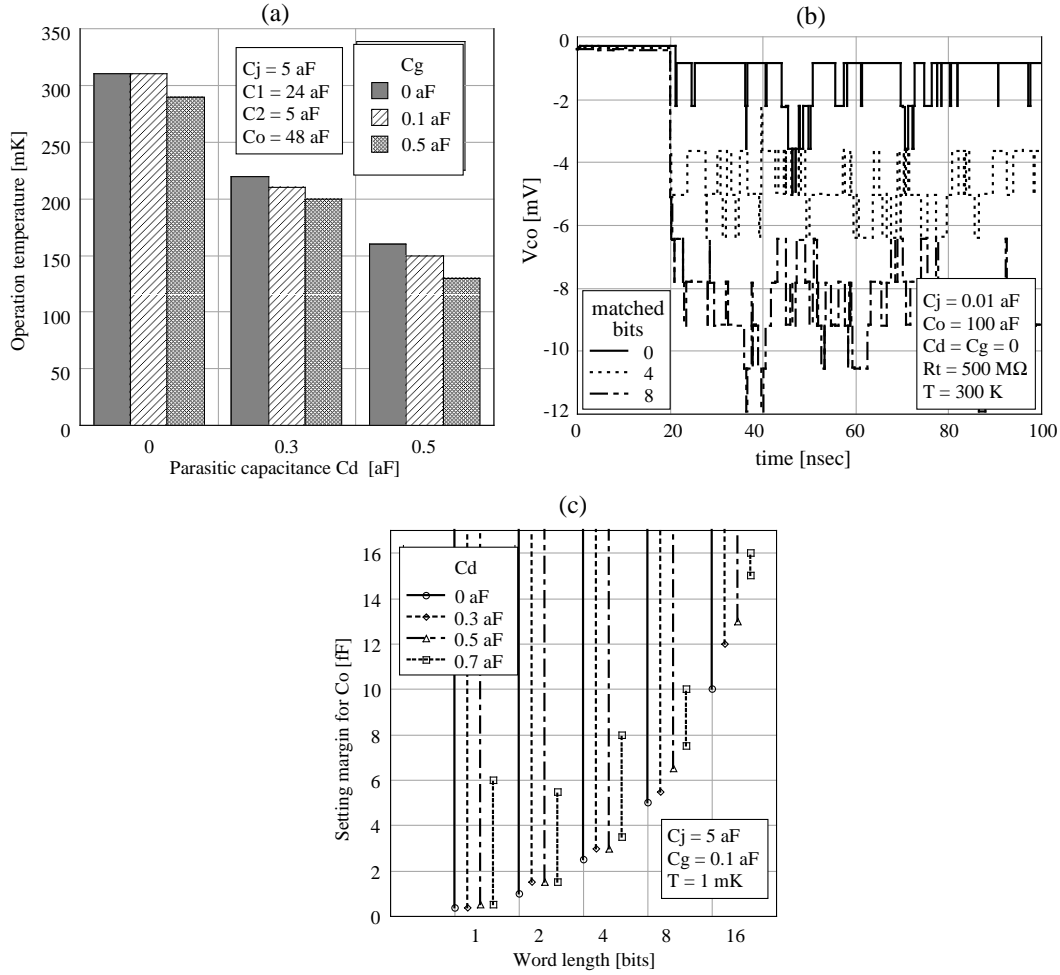 (a)
350
300
250
200
150
100
50
0
Operation temperature [mK]
Cj = 5 aF
C1 = 24 aF
C2 = 5 aF
Co = 48 aF
Cg
0 aF
0.1 aF
0.5 aF
0
0.3
0.5
Parasitic capacitance Cd [aF]
(b)
0
-2
-4
-6
-8
-10
-12
Vco [mV]
matched
bits
0
4
8
Cj = 0.01 aF
Co = 100 aF
Cd = Cg = 0
Rt = 500 MΩ
T = 300 K
0
20
40
60
80
100
time [nsec]
(c)
16
14
12
10
8
6
4
2
0
Setting margin for Co [fF]
Cd
0 aF
0.3 aF
0.5 aF
0.7 aF
Cj = 5 aF
Cg = 0.1 aF
T = 1 mK
1
2
4
8
16
Word length [bits]